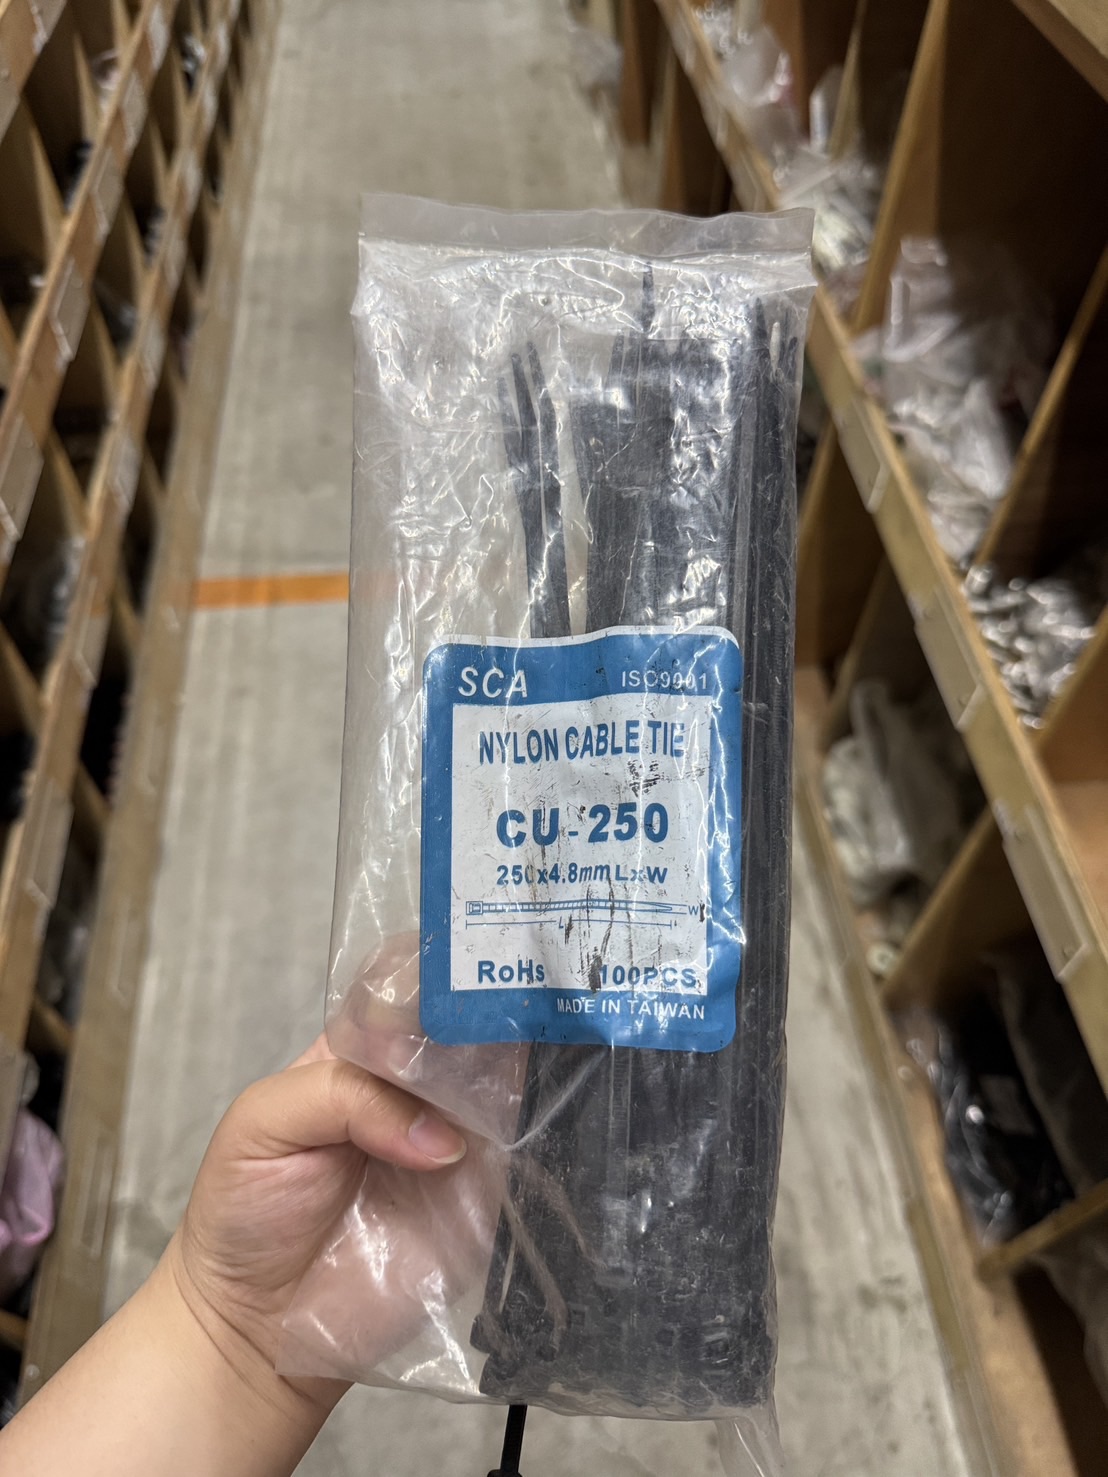 SCA
ISO9001
NYLON CABLE TIE
CU-250
250x4.8mm LxW
W
L
RoHs 100PCS
MADE IN TAIWAN